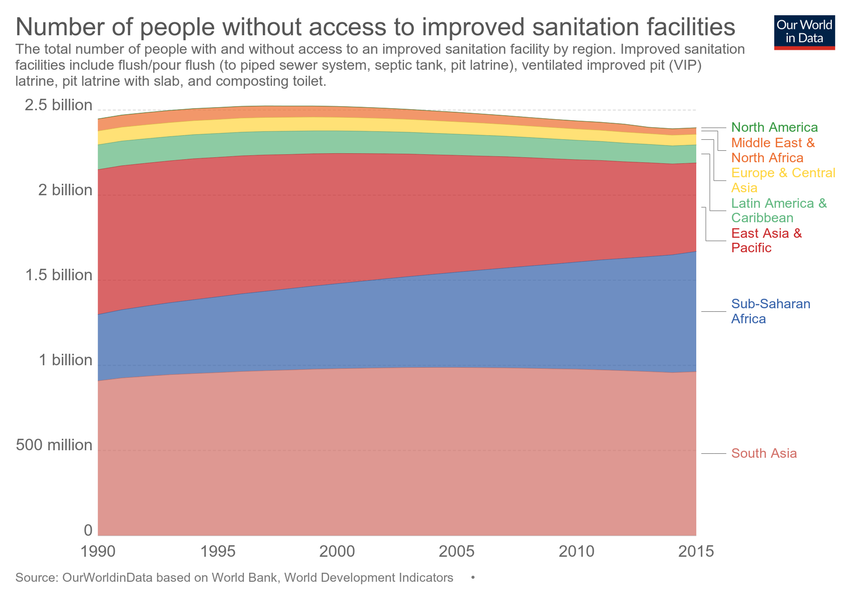 Number of people without access to improved sanitation facilities
Our World
in Data
The total number of people with and without access to an improved sanitation facility by region. Improved sanitation
facilities include flush/pour flush (to piped sewer system, septic tank, pit latrine), ventilated improved pit (VIP)
latrine, pit latrine with slab, and composting toilet.
2.5 billion
2 billion
1.5 billion
1 billion
500 million
0
North America
Middle East &
North Africa
Europe & Central
Asia
Latin America &
Caribbean
East Asia &
Pacific
Sub-Saharan
Africa
South Asia
1990 1995 2000 2005 2010 2015
Source: OurWorldinData based on World Bank, World Development Indicators •